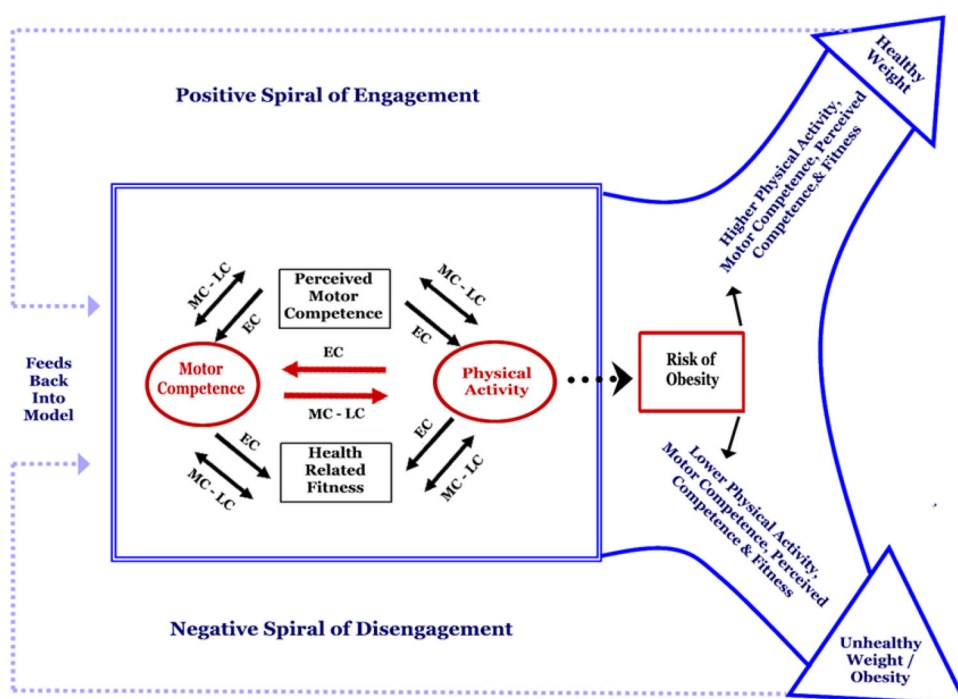 Positive Spiral of Engagement
Healthy
Weight
Higher Physical Activity,
Motor Competence, Perceived
Competence,& Fitness
MC - LC
EC
Perceived
Motor
Competence
MC - LC
EC
Feeds
Back
Into
Model
Motor
Competence
EC
MC - LC
Physical
Activity
Risk of
Obesity
EC
MC - LC
Health
Related
Fitness
EC
MC - LC
Lower Physical Activity,
Motor Competence, Perceived
Competence & Fitness
Negative Spiral of Disengagement
Unhealthy
Weight /
Obesity